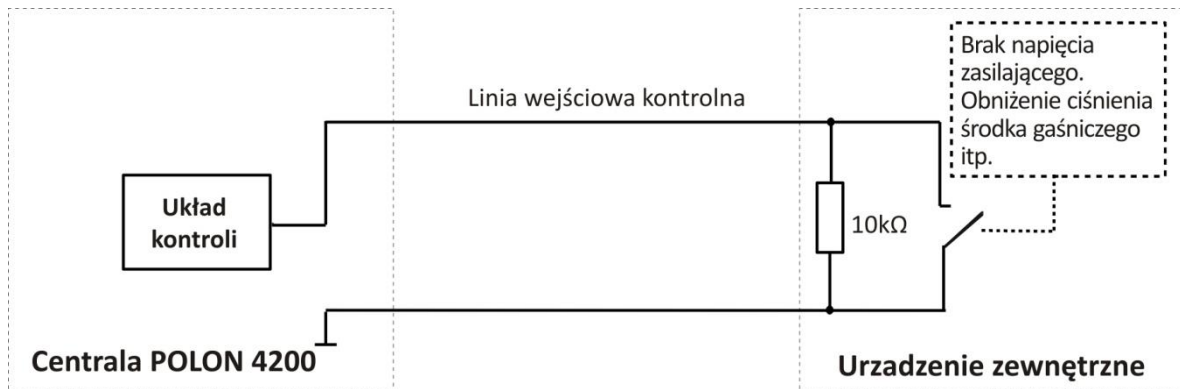 Brak napięcia
zasilającego.
Obniżenie ciśnienia
środka gaśniczego
itp.
Linia wejściowa kontrolna
Układ
kontroli
10kΩ
Centrala POLON 4200
Urzadzenie zewnętrzne